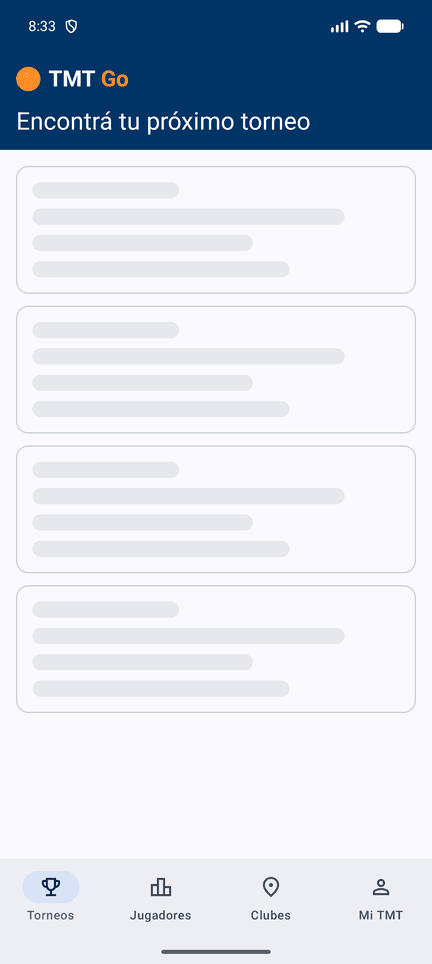 8:33
TMT Go
Encontrá tu próximo torneo
Torneos
Jugadores
Clubes
Mi TMT